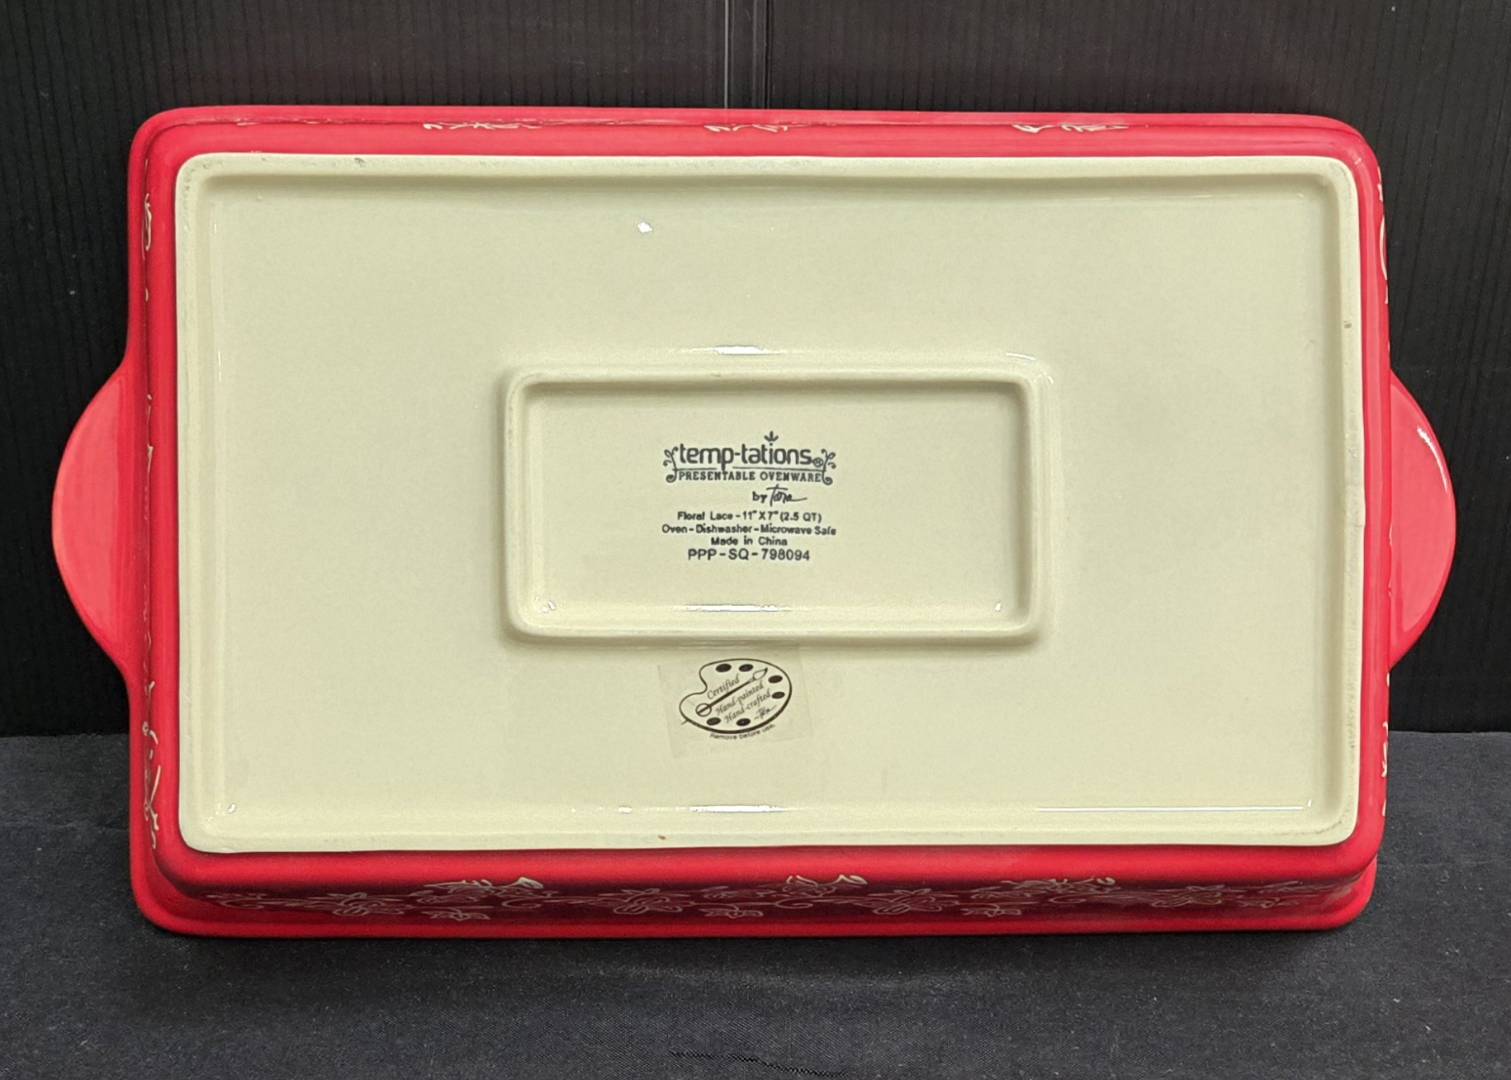 temp-tations
PRESENTABLE OVENWARE
by Tara
Floral Lace - 11" X 7" (2.5 QT)
Oven - Dishwasher - Microwave Safe
Made in China
PPP - SQ - 798094
Certified
Hand-painted
Hand-crafted
Tara
Remove before use.